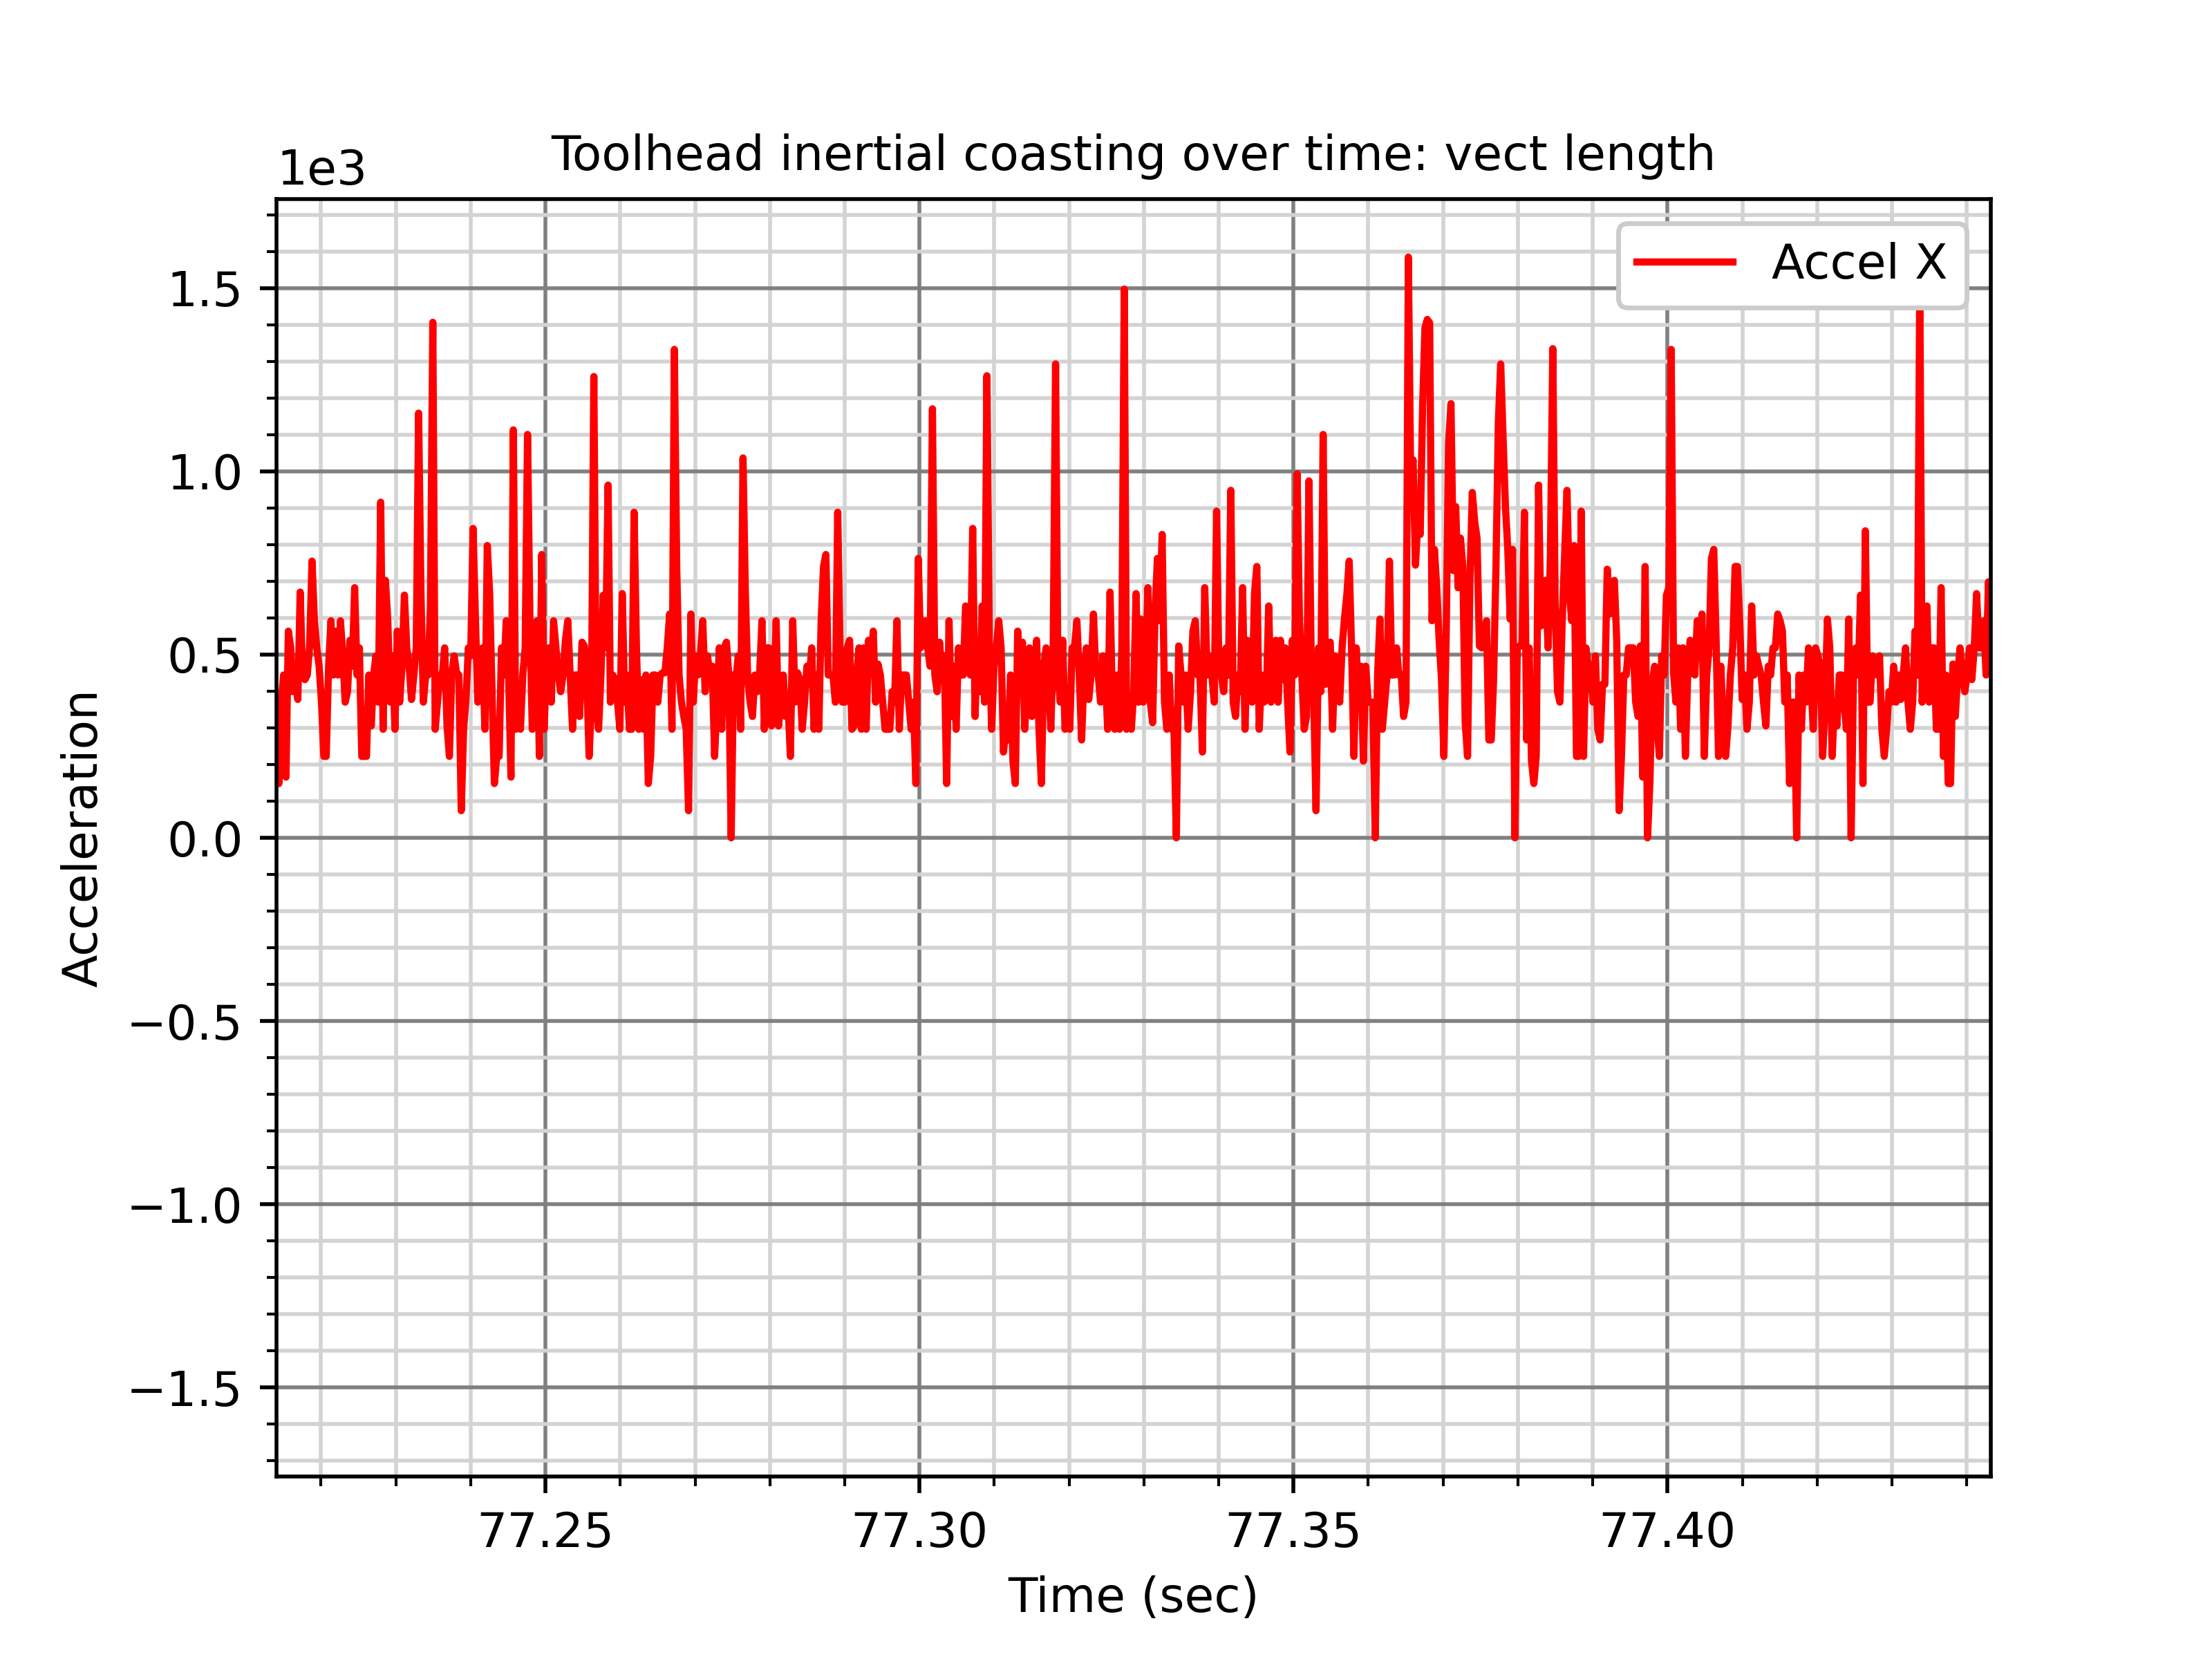 Toolhead inertial coasting over time: vect length
1e3
Accel X
1.5
1.0
0.5
0.0
−0.5
−1.0
−1.5
Acceleration
77.25 77.30 77.35 77.40
Time (sec)